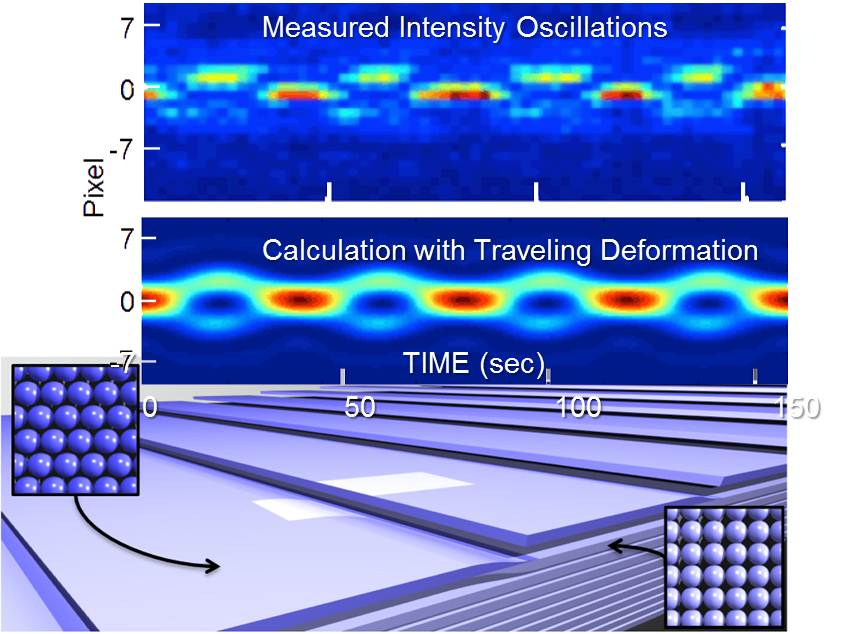 Measured Intensity Oscillations
7
0
-7
Pixel
Calculation with Traveling Deformation
7
0
-7
TIME (sec)
0 50 100 150